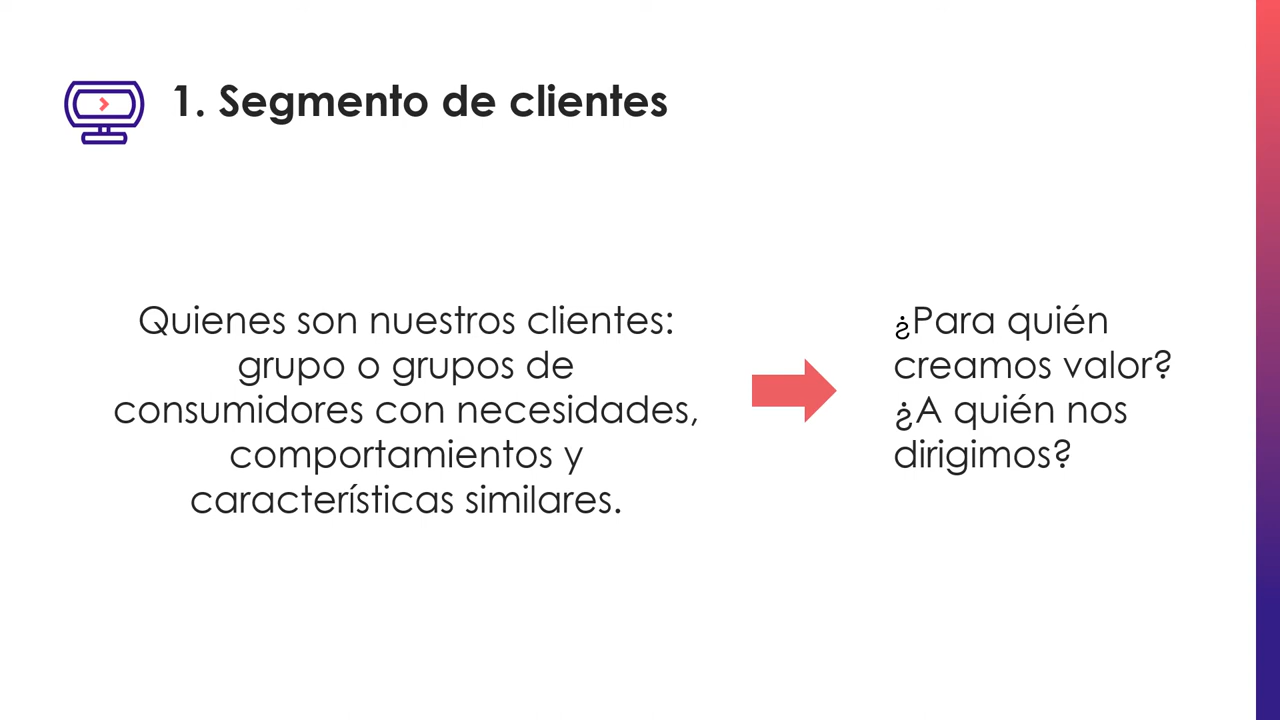 1. Segmento de clientes
Quienes son nuestros clientes:
grupo o grupos de
consumidores con necesidades,
comportamientos y
características similares.
¿Para quién
creamos valor?
¿A quién nos
dirigimos?